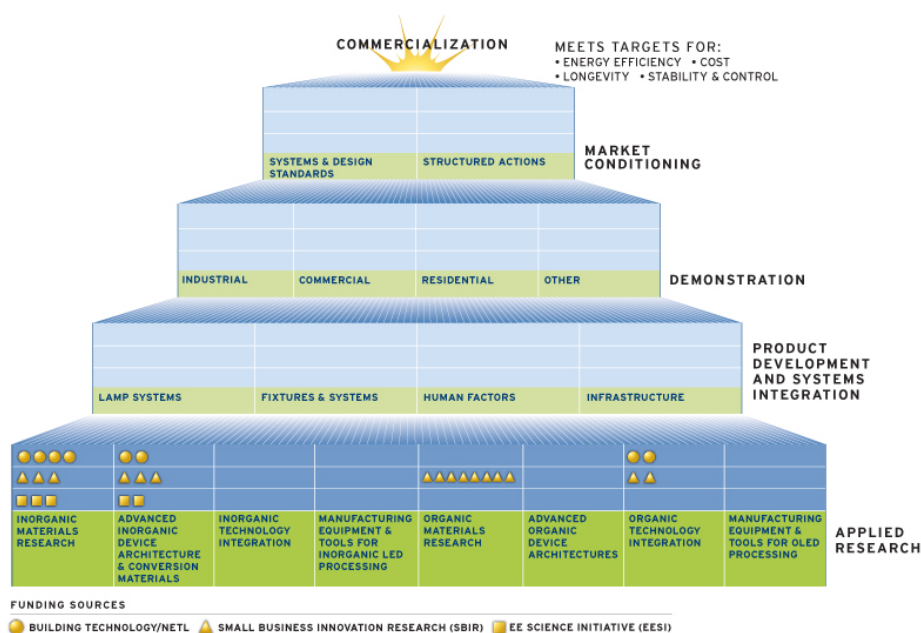 COMMERCIALIZATION
MEETS TARGETS FOR:
• ENERGY EFFICIENCY • COST
• LONGEVITY • STABILITY & CONTROL
SYSTEMS & DESIGN
STANDARDS
STRUCTURED ACTIONS
MARKET
CONDITIONING
INDUSTRIAL
COMMERCIAL
RESIDENTIAL
OTHER
DEMONSTRATION
LAMP SYSTEMS
FIXTURES & SYSTEMS
HUMAN FACTORS
INFRASTRUCTURE
PRODUCT
DEVELOPMENT
AND SYSTEMS
INTEGRATION
INORGANIC
MATERIALS
RESEARCH
ADVANCED
INORGANIC
DEVICE
ARCHITECTURE
& CONVERSION
MATERIALS
INORGANIC
TECHNOLOGY
INTEGRATION
MANUFACTURING
EQUIPMENT &
TOOLS FOR
INORGANIC LED
PROCESSING
ORGANIC
MATERIALS
RESEARCH
ADVANCED
ORGANIC
DEVICE
ARCHITECTURES
ORGANIC
TECHNOLOGY
INTEGRATION
MANUFACTURING
EQUIPMENT &
TOOLS FOR OLED
PROCESSING
APPLIED
RESEARCH
FUNDING SOURCES
BUILDING TECHNOLOGY/NETL
SMALL BUSINESS INNOVATION RESEARCH (SBIR)
EE SCIENCE INITIATIVE (EESI)